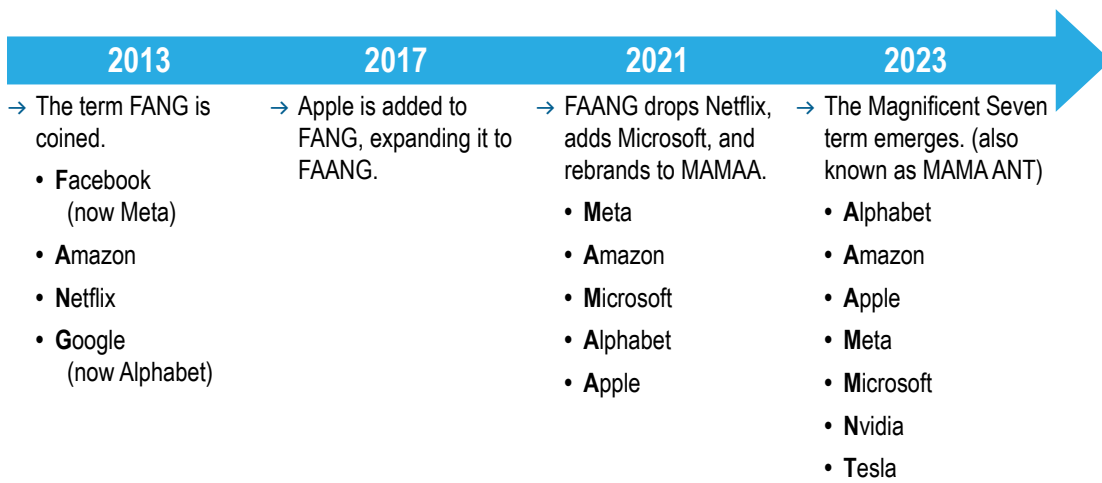 2013
→ The term FANG is
coined.
• Facebook
(now Meta)
• Amazon
• Netflix
• Google
(now Alphabet)
2017
→ Apple is added to
FANG, expanding it to
FAANG.
2021
→ FAANG drops Netflix,
adds Microsoft, and
rebrands to MAMAA.
• Meta
• Amazon
• Microsoft
• Alphabet
• Apple
2023
→ The Magnificent Seven
term emerges. (also
known as MAMA ANT)
• Alphabet
• Amazon
• Apple
• Meta
• Microsoft
• Nvidia
• Tesla